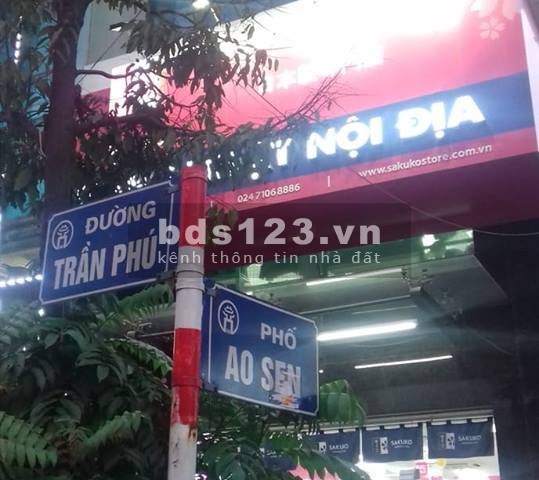 NỘI ĐỊA
024 7106 8886 | www.sakukostore.com.vn
ĐƯỜNG
TRẦN PHÚ
bds123.vn
kênh thông tin nhà đất
PHỐ
AO SEN
SAKUKO
SAKUKO
SAKUKO